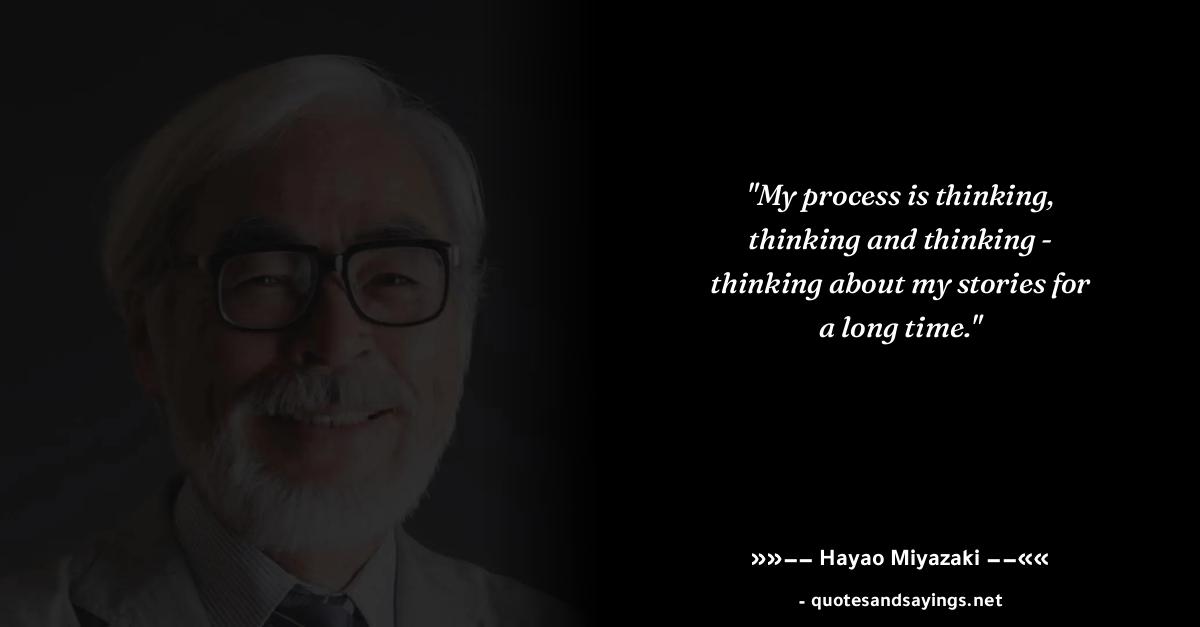 "My process is thinking,
thinking and thinking -
thinking about my stories for
a long time."
»»−− Hayao Miyazaki −−««
- quotesandsayings.net